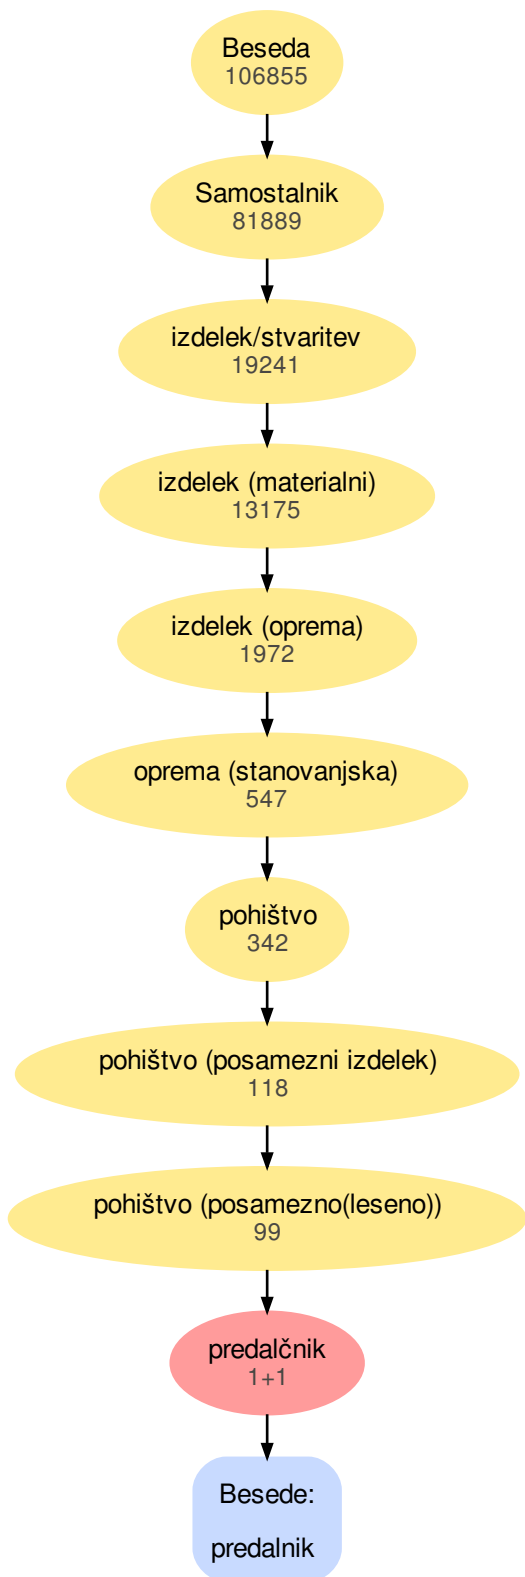 Beseda
106855
Samostalnik
81889
izdelek/stvaritev
19241
izdelek (materialni)
13175
izdelek (oprema)
1972
oprema (stanovanjska)
547
pohištvo
342
pohištvo (posamezni izdelek)
118
pohištvo (posamezno(leseno))
99
predalčnik
1+1
Besede:
predalnik